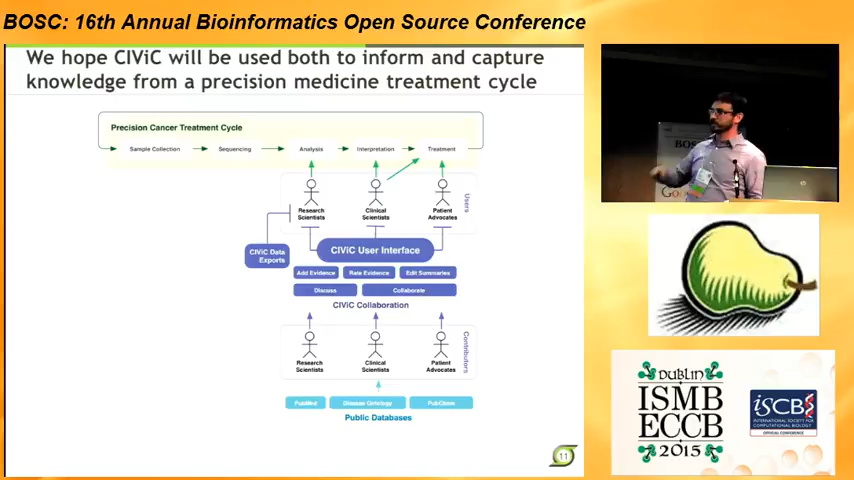 BOSC: 16th Annual Bioinformatics Open Source Conference
We hope CIViC will be used both to inform and capture
knowledge from a precision medicine treatment cycle
Precision Cancer Treatment Cycle
Sample Collection
Sequencing
Analysis
Interpretation
Treatment
Research
Scientists
Clinical
Scientists
Patient
Advocates
Users
CIViC Data
Exports
CIViC User Interface
Add Evidence
Rate Evidence
Edit Summaries
Discuss
Collaborate
CIViC Collaboration
Research
Scientists
Clinical
Scientists
Patient
Advocates
Contributors
PubMed
Disease Ontology
PubChem
Public Databases
11
BOS
Google
DUBLIN
ISMB
ECCB
2015
ISCB
INTERNATIONAL SOCIETY FOR
COMPUTATIONAL BIOLOGY
OFFICIAL CONFERENCE